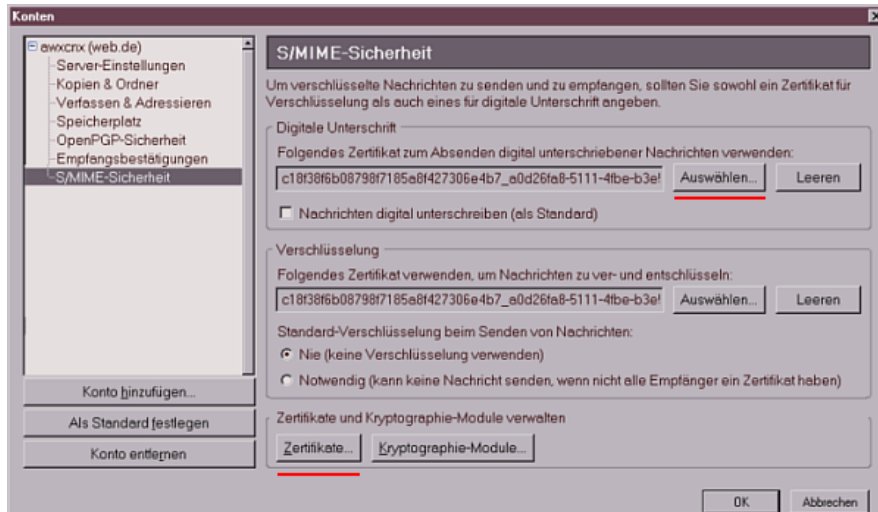 Konten
awxcnx (web.de)
Server-Einstellungen
Kopien & Ordner
Verfassen & Adressieren
Speicherplatz
OpenPGP-Sicherheit
Empfangsbestätigungen
S/MIME-Sicherheit
Konto hinzufügen...
Als Standard festlegen
Konto entfernen
S/MIME-Sicherheit
Um verschlüsselte Nachrichten zu senden und zu empfangen, sollten Sie sowohl ein Zertifikat für
Verschlüsselung als auch eines für digitale Unterschrift angeben.
Digitale Unterschrift
Folgendes Zertifikat zum Absenden digital unterschriebener Nachrichten verwenden:
c18f38f6b08798f7185a8f427306e4b7_a0d26fa8-5111-4fbe-b3e! Auswählen... Leeren
Nachrichten digital unterschreiben (als Standard)
Verschlüsselung
Folgendes Zertifikat verwenden, um Nachrichten zu ver- und entschlüsseln:
c18f38f6b08798f7185a8f427306e4b7_a0d26fa8-5111-4fbe-b3e! Auswählen... Leeren
Standard-Verschlüsselung beim Senden von Nachrichten:
Nie (keine Verschlüsselung verwenden)
Notwendig (kann keine Nachricht senden, wenn nicht alle Empfänger ein Zertifikat haben)
Zertifikate und Kryptographie-Module verwalten
Zertifikate... Kryptographie-Module...
OK Abbrechen